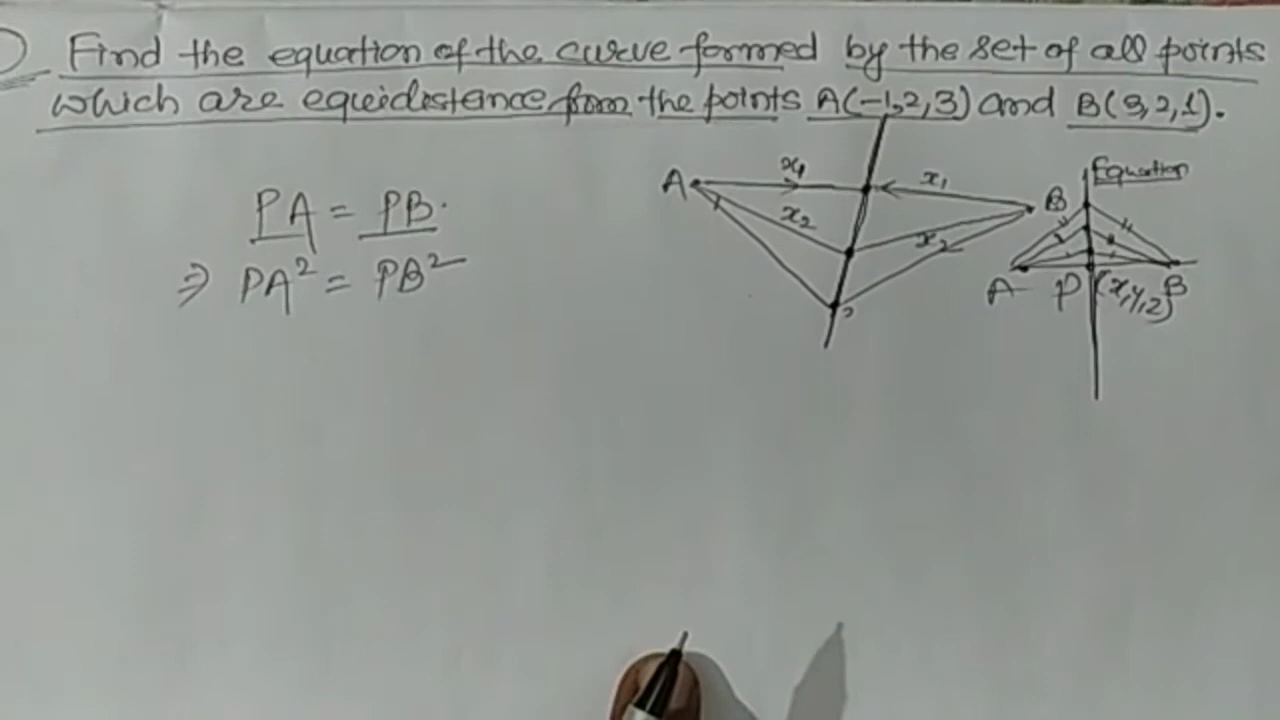 Find the equation of the curve formed by the set of all points
which are equidistance from the points A(-1,2,3) and B(3,2,1).
PA = PB.
⇒ PA² = PB²
A x₁ x₁ B
x₂ x₂
Equation
A P(x,y,z) B